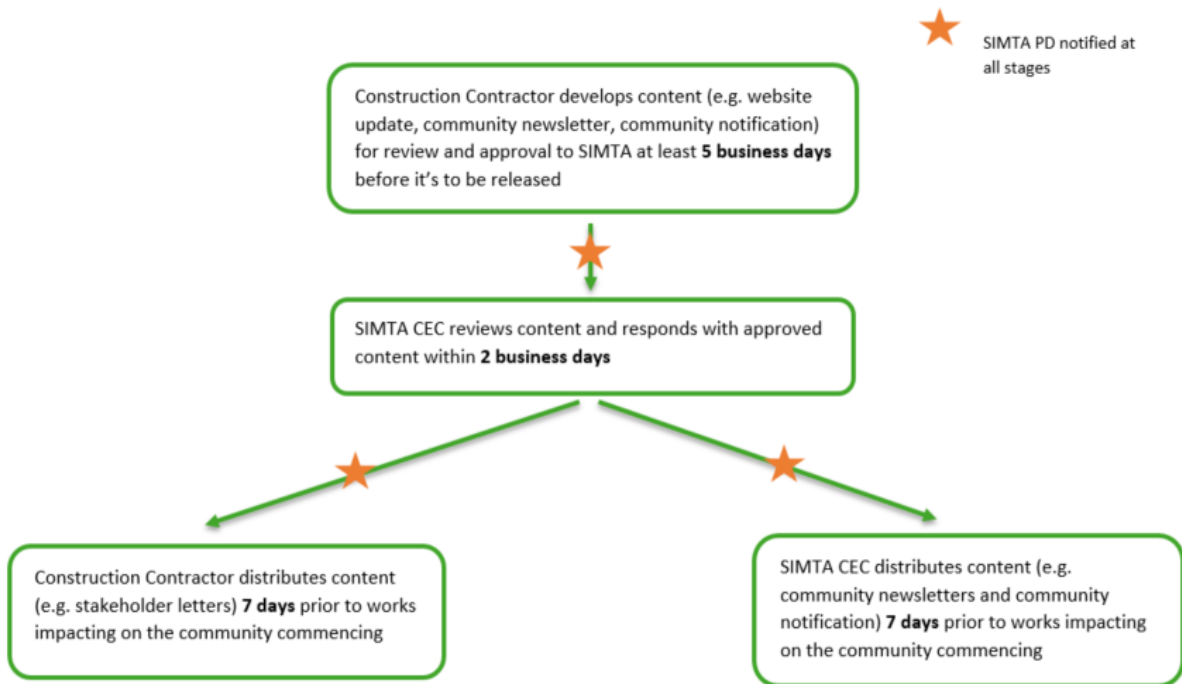 SIMTA PD notified at
all stages
Construction Contractor develops content (e.g. website
update, community newsletter, community notification)
for review and approval to SIMTA at least 5 business days
before it's to be released
SIMTA CEC reviews content and responds with approved
content within 2 business days
Construction Contractor distributes content
(e.g. stakeholder letters) 7 days prior to works
impacting on the community commencing
SIMTA CEC distributes content (e.g.
community newsletters and community
notification) 7 days prior to works impacting
on the community commencing